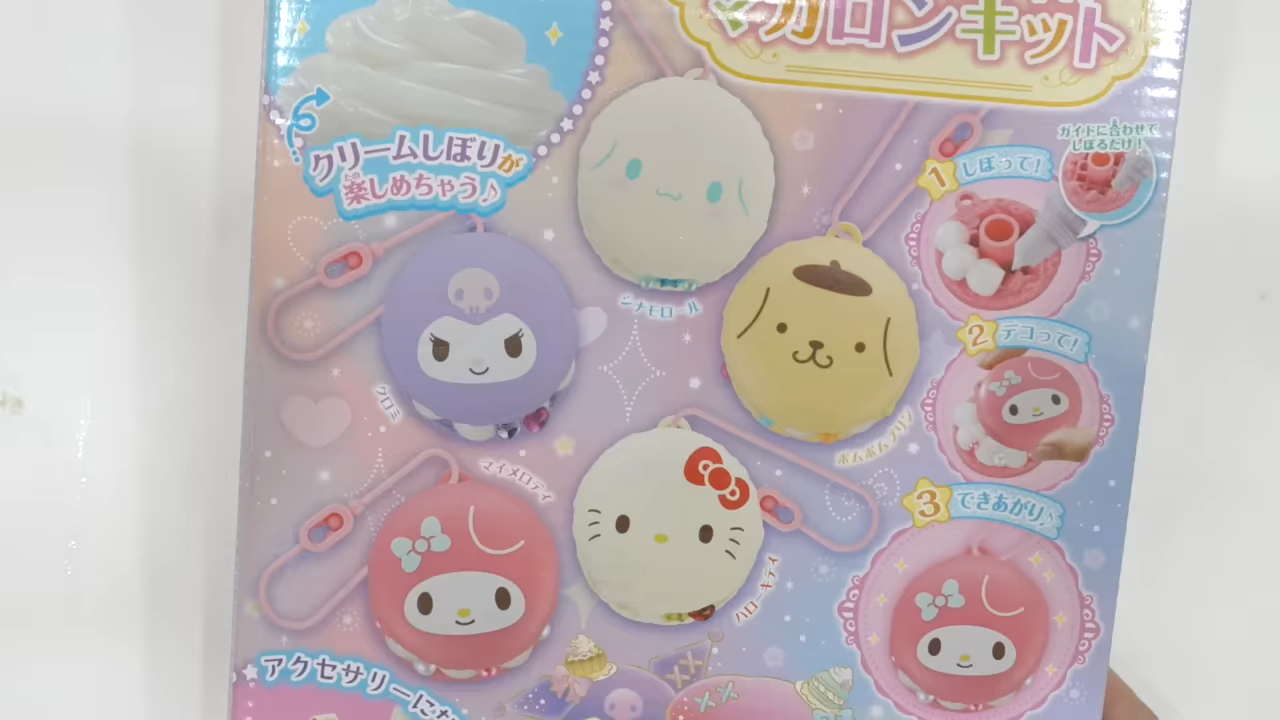 マカロンキット
クリームしぼりが
楽しめちゃう♪
たの
シナモロール
クロミ
ポムポムプリン
マイメロディ
ハローキティ
ガイドに合わせて
しぼるだけ!
1 しぼって!
2 デコって!
3 できあがり♪
アクセサリーにな